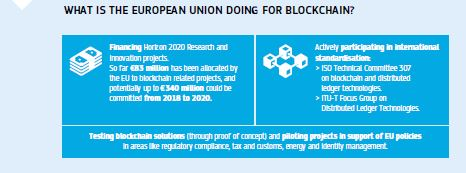 WHAT IS THE EUROPEAN UNION DOING FOR BLOCKCHAIN?
Financing Horizon 2020 Research and
Innovation projects.
So far €83 million has been allocated by
the EU to blockchain related projects, and
potentially up to €340 million could be
committed from 2018 to 2020.
Actively participating in international
standardisation:
> ISO Technical Committee 307
on blockchain and distributed
ledger technologies.
> ITU-T Focus Group on
Distributed Ledger Technologies.
Testing blockchain solutions (through proof of concept) and piloting projects in support of EU policies
in areas like regulatory compliance, tax and customs, energy and identity management.